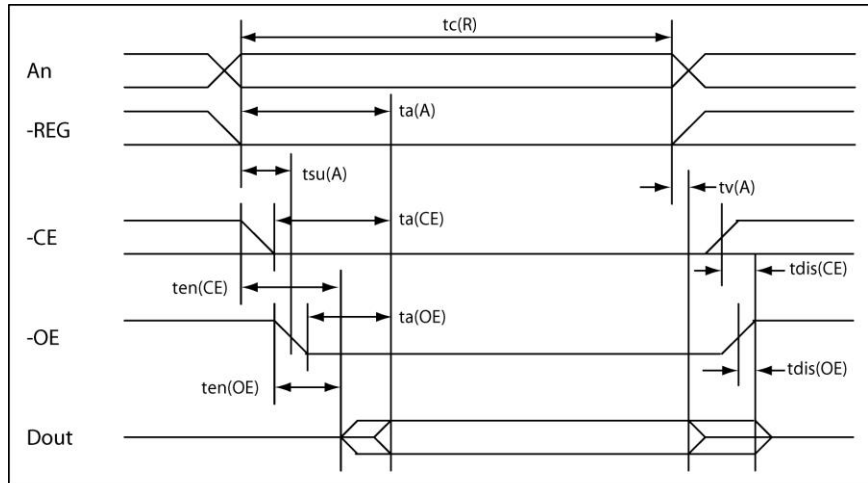 tc(R)
An
ta(A)
-REG
tsu(A)
tv(A)
ta(CE)
-CE
tdis(CE)
ten(CE)
ta(OE)
-OE
tdis(OE)
ten(OE)
Dout